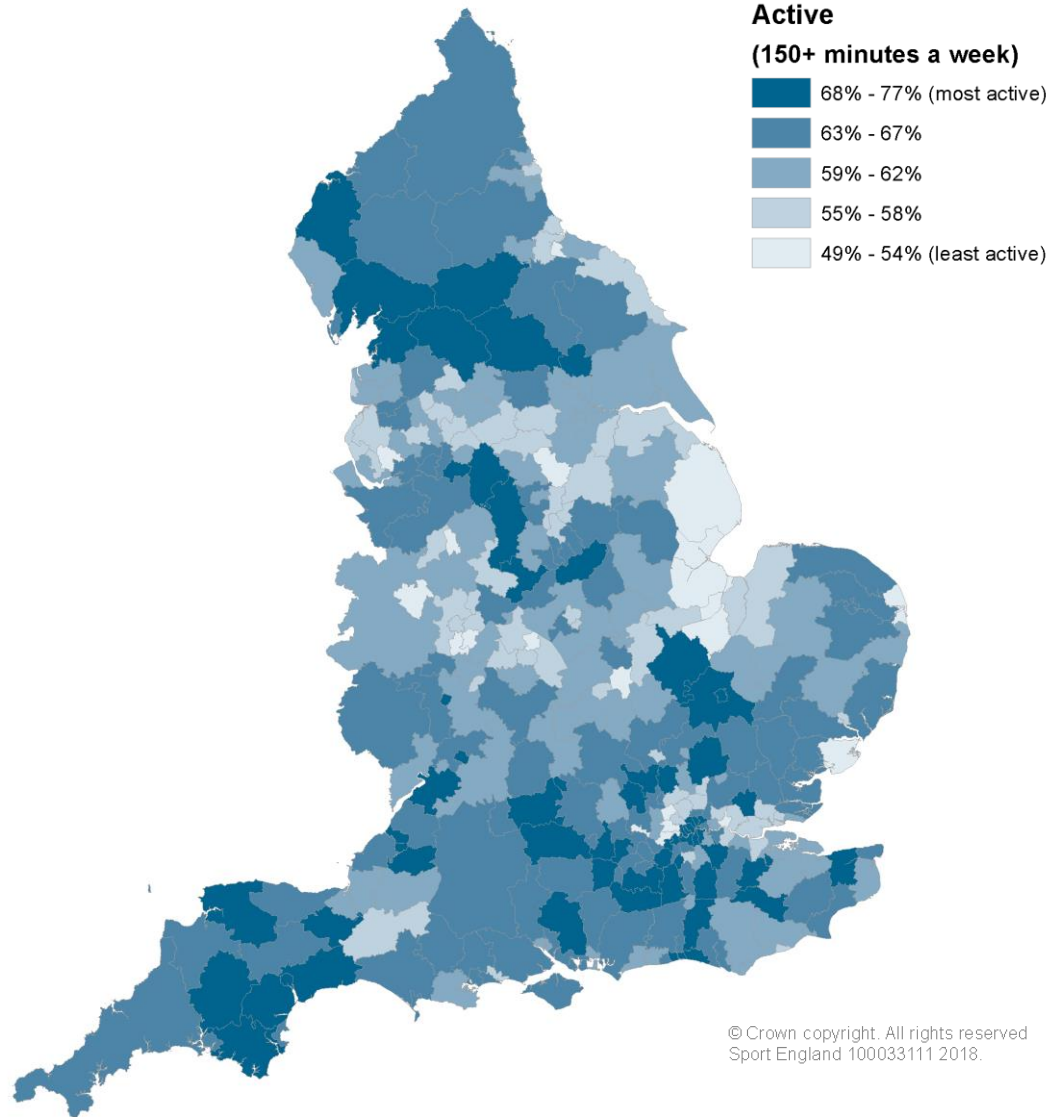 Active
(150+ minutes a week)
68% - 77% (most active)
63% - 67%
59% - 62%
55% - 58%
49% - 54% (least active)
© Crown copyright. All rights reserved
Sport England 100033111 2018.